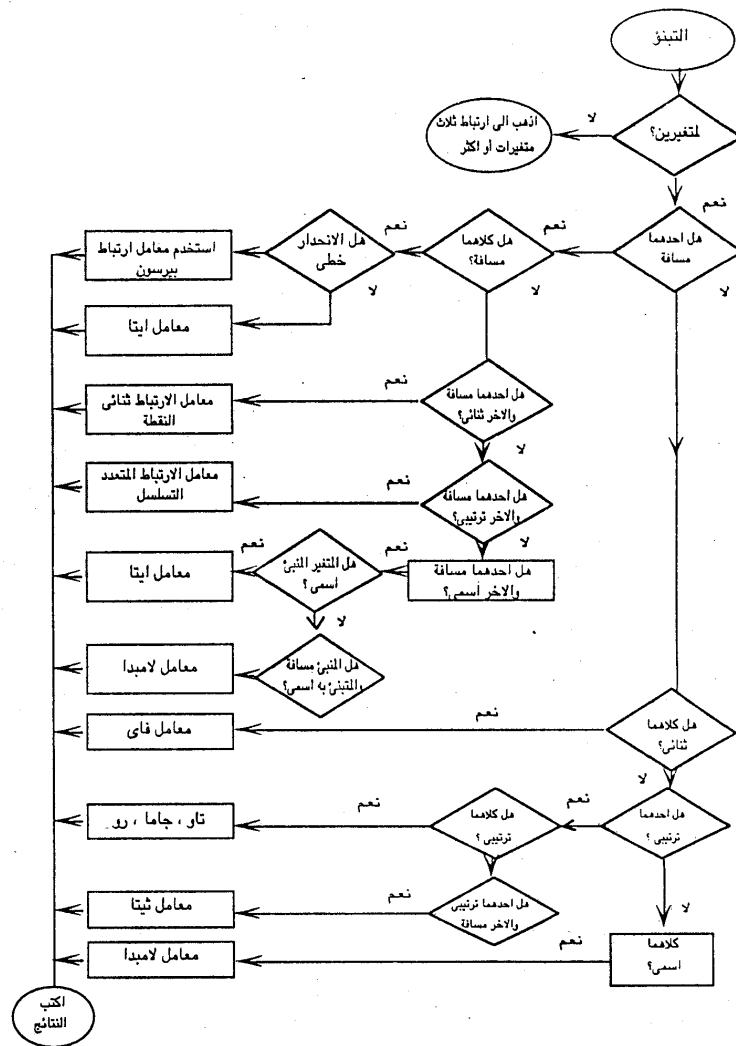 التبنؤ
لمتغيرين؟
لا
اذهب الى ارتباط ثلاث
متغيرات أو اكثر
نعم
هل احدهما
مسافة
نعم
لا
هل كلاهما
مسافة؟
نعم
لا
هل الانحدار
خطى
نعم
لا
استخدم معامل ارتباط
بيرسون
معامل ايتا
هل احدهما مسافة
والاخر ثنائى؟
نعم
لا
معامل الارتباط ثنائى
النقطة
هل احدهما مسافة
والاخر ترتيبى؟
نعم
لا
معامل الارتباط المتعدد
التسلسل
هل احدهما مسافة
والاخر أسمى؟
نعم
هل المتغير المنبئ
أسمى؟
نعم
لا
معامل ايتا
هل المنبئ مسافة
والمتبنئ به اسمى؟
معامل لامبدا
هل كلاهما
ثنائى؟
نعم
لا
معامل فاى
هل احدهما
ترتيبى؟
نعم
لا
هل كلاهما
ترتيبى؟
نعم
تاو ، جاما ، رو
هل احدهما ترتيبى
والاخر مسافة
نعم
معامل ثيتا
كلاهما
اسمى؟
نعم
معامل لامبدا
اكتب
النتائج